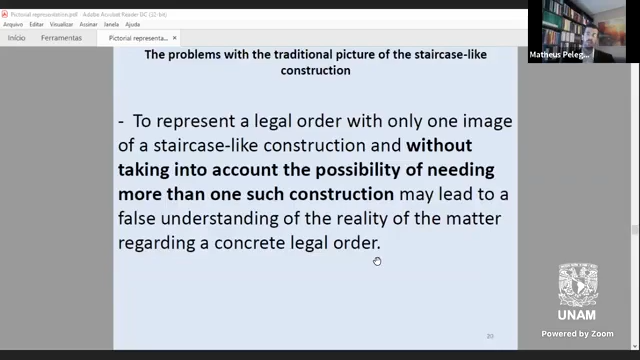 Pictorial representation.pdf - Adobe Acrobat Reader DC (32-bit)
Arquivo Editar Visualizar Assinar Janela Ajuda
Início Ferramentas Pictorial representa... ×
Matheus Peleg...
The problems with the traditional picture of the staircase-like
construction
- To represent a legal order with only one image
of a staircase-like construction and without
taking into account the possibility of needing
more than one such construction may lead to a
false understanding of the reality of the matter
regarding a concrete legal order.
20
UNAM
Powered by Zoom